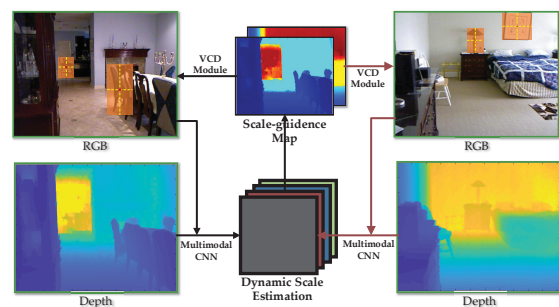 VCD
Module
VCD
Module
RGB
Scale-guidence
Map
RGB
Multimodal
CNN
Multimodal
CNN
Depth
Dynamic Scale
Estimation
Depth